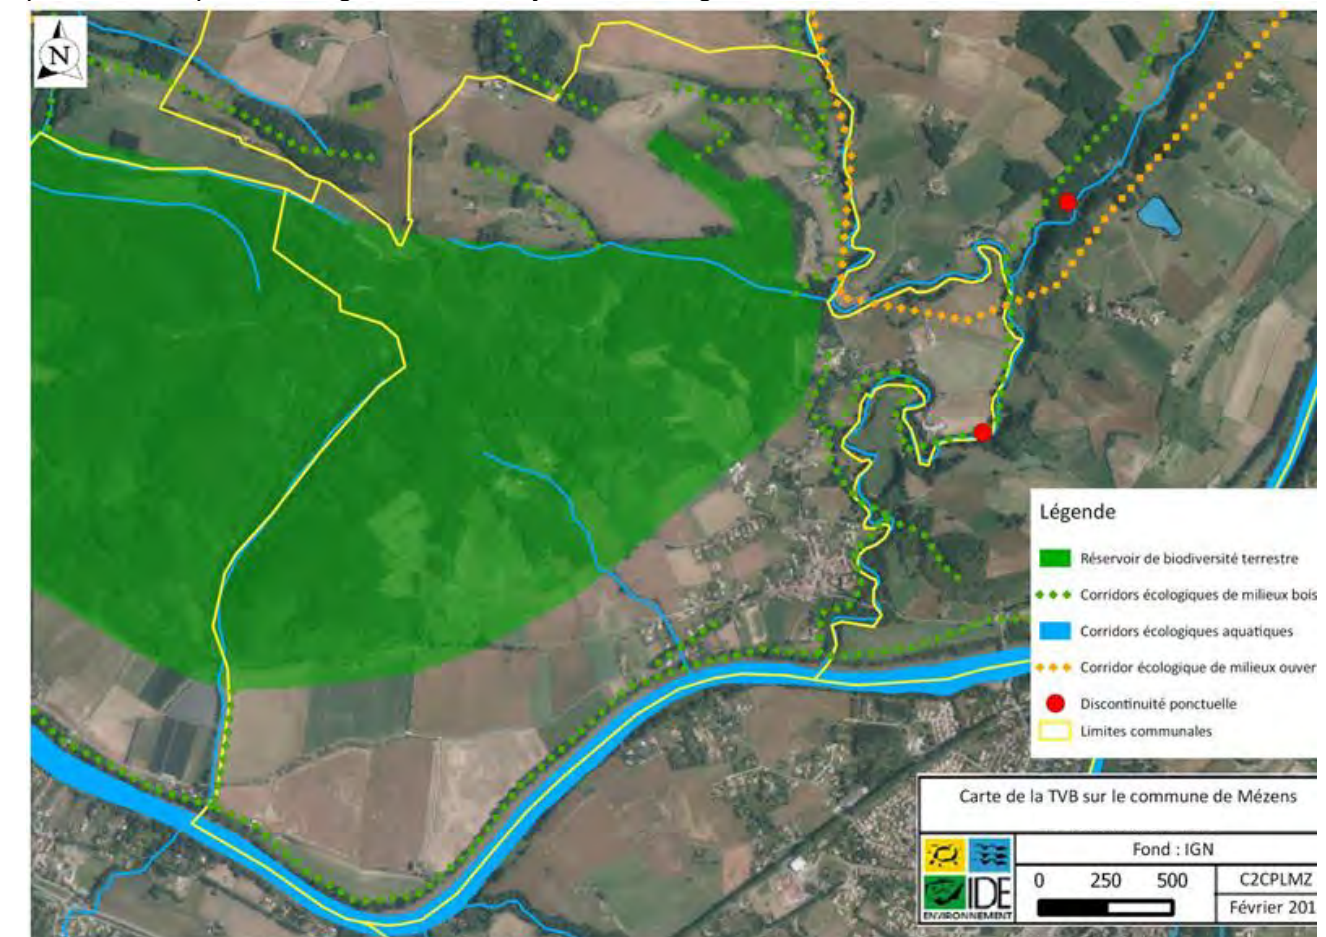 N
Légende
Réservoir de biodiversité terrestre
Corridors écologiques de milieux bois
Corridors écologiques aquatiques
Corridor écologique de milieux ouver
Discontinuité ponctuelle
Limites communales
Carte de la TVB sur le commune de Mézens
Fond : IGN
0 250 500
C2CPLMZ
Février 201
IDE
ENVIRONNEMENT